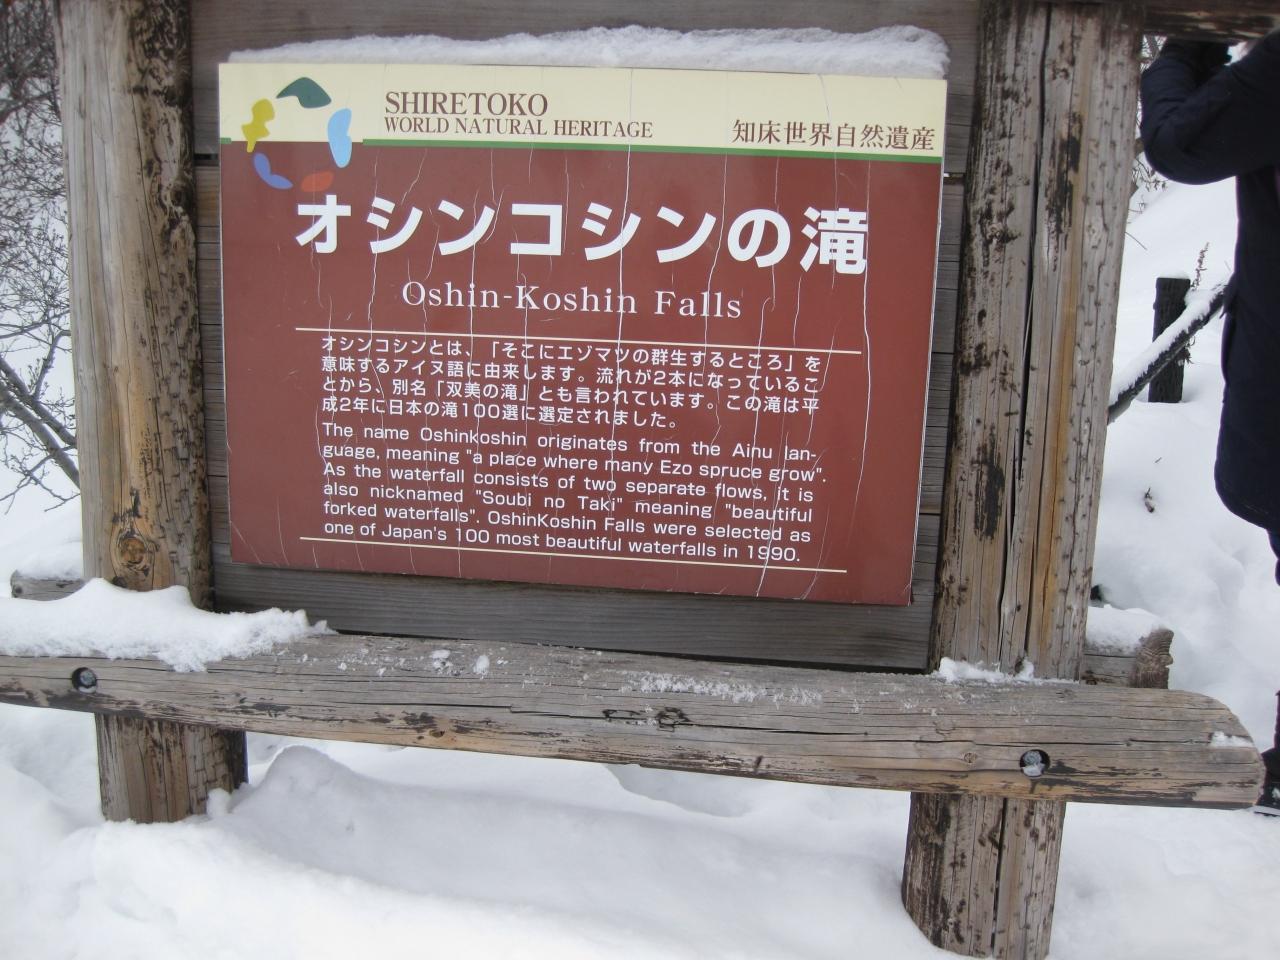 SHIRETOKO
WORLD NATURAL HERITAGE
知床世界自然遺産
オシンコシンの滝
Oshin-Koshin Falls
オシンコシンとは、「そこにエゾマツの群生するところ」を
意味するアイヌ語に由来します。流れが2本になっているこ
とから、別名「双美の滝」とも言われています。この滝は平
成2年に日本の滝100選に選定されました。
The name Oshinkoshin originates from the Ainu lan-
guage, meaning "a place where many Ezo spruce grow".
As the waterfall consists of two separate flows, it is
also nicknamed "Soubi no Taki" meaning "beautiful
forked waterfalls". OshinKoshin Falls were selected as
one of Japan's 100 most beautiful waterfalls in 1990.